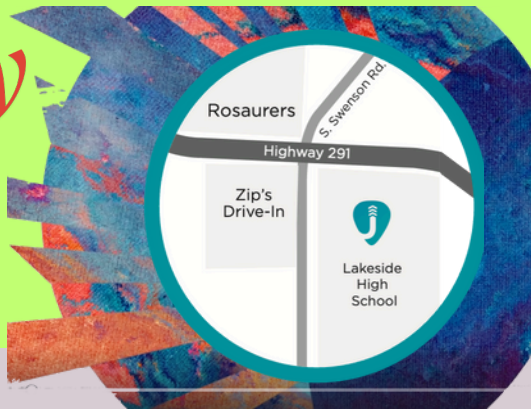 Rosaurers
S. Swenson Rd.
Highway 291
Zip's
Drive-In
Lakeside
High
School